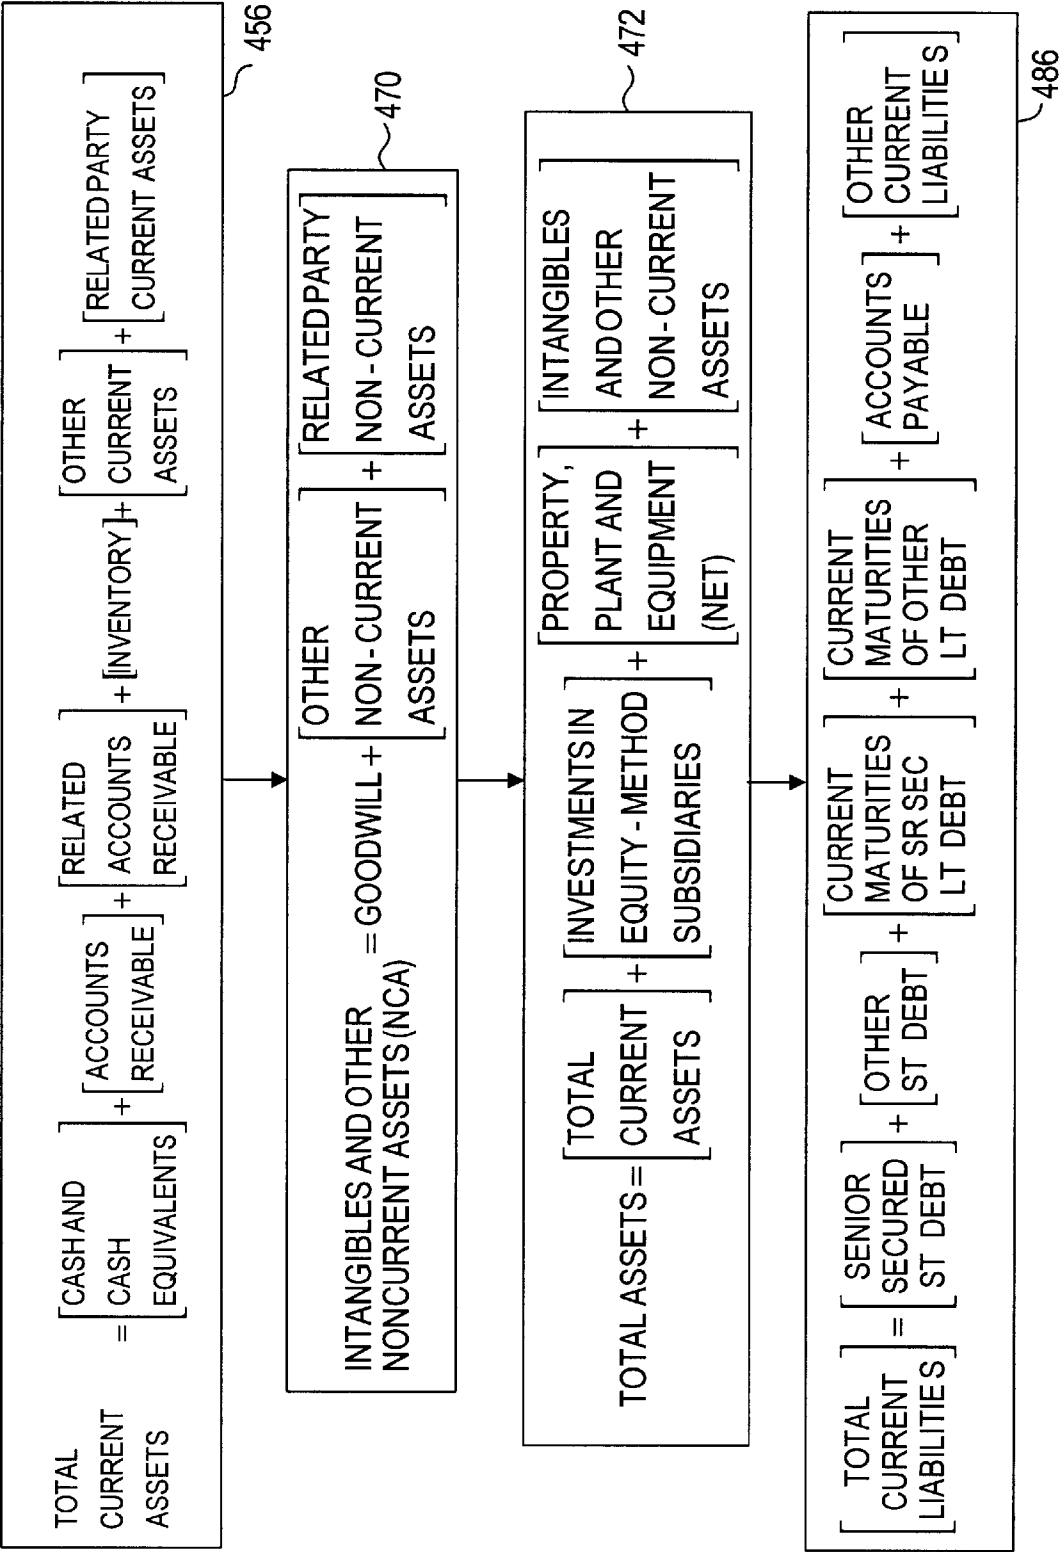 TOTAL
CURRENT
ASSETS
=
[CASH AND
CASH
EQUIVALENTS]
+
[ACCOUNTS
RECEIVABLE]
+
[RELATED
ACCOUNTS
RECEIVABLE]
+ [INVENTORY] +
[OTHER
CURRENT
ASSETS]
+
[RELATED PARTY
CURRENT ASSETS]
456
INTANGIBLES AND OTHER
NONCURRENT ASSETS (NCA)
= GOODWILL +
[OTHER
NON-CURRENT
ASSETS]
+
[RELATED PARTY
NON-CURRENT
ASSETS]
470
TOTAL ASSETS =
[TOTAL
CURRENT
ASSETS]
+
[INVESTMENTS IN
EQUITY-METHOD
SUBSIDIARIES]
+
[PROPERTY,
PLANT AND
EQUIPMENT
(NET)]
+
[INTANGIBLES
AND OTHER
NON-CURRENT
ASSETS]
472
[TOTAL
CURRENT
LIABILITIES]
=
[SENIOR
SECURED
ST DEBT]
+
[OTHER
ST DEBT]
+
[CURRENT
MATURITIES
OF SR SEC
LT DEBT]
+
[CURRENT
MATURITIES
OF OTHER
LT DEBT]
+
[ACCOUNTS
PAYABLE]
+
[OTHER
CURRENT
LIABILITIES]
486